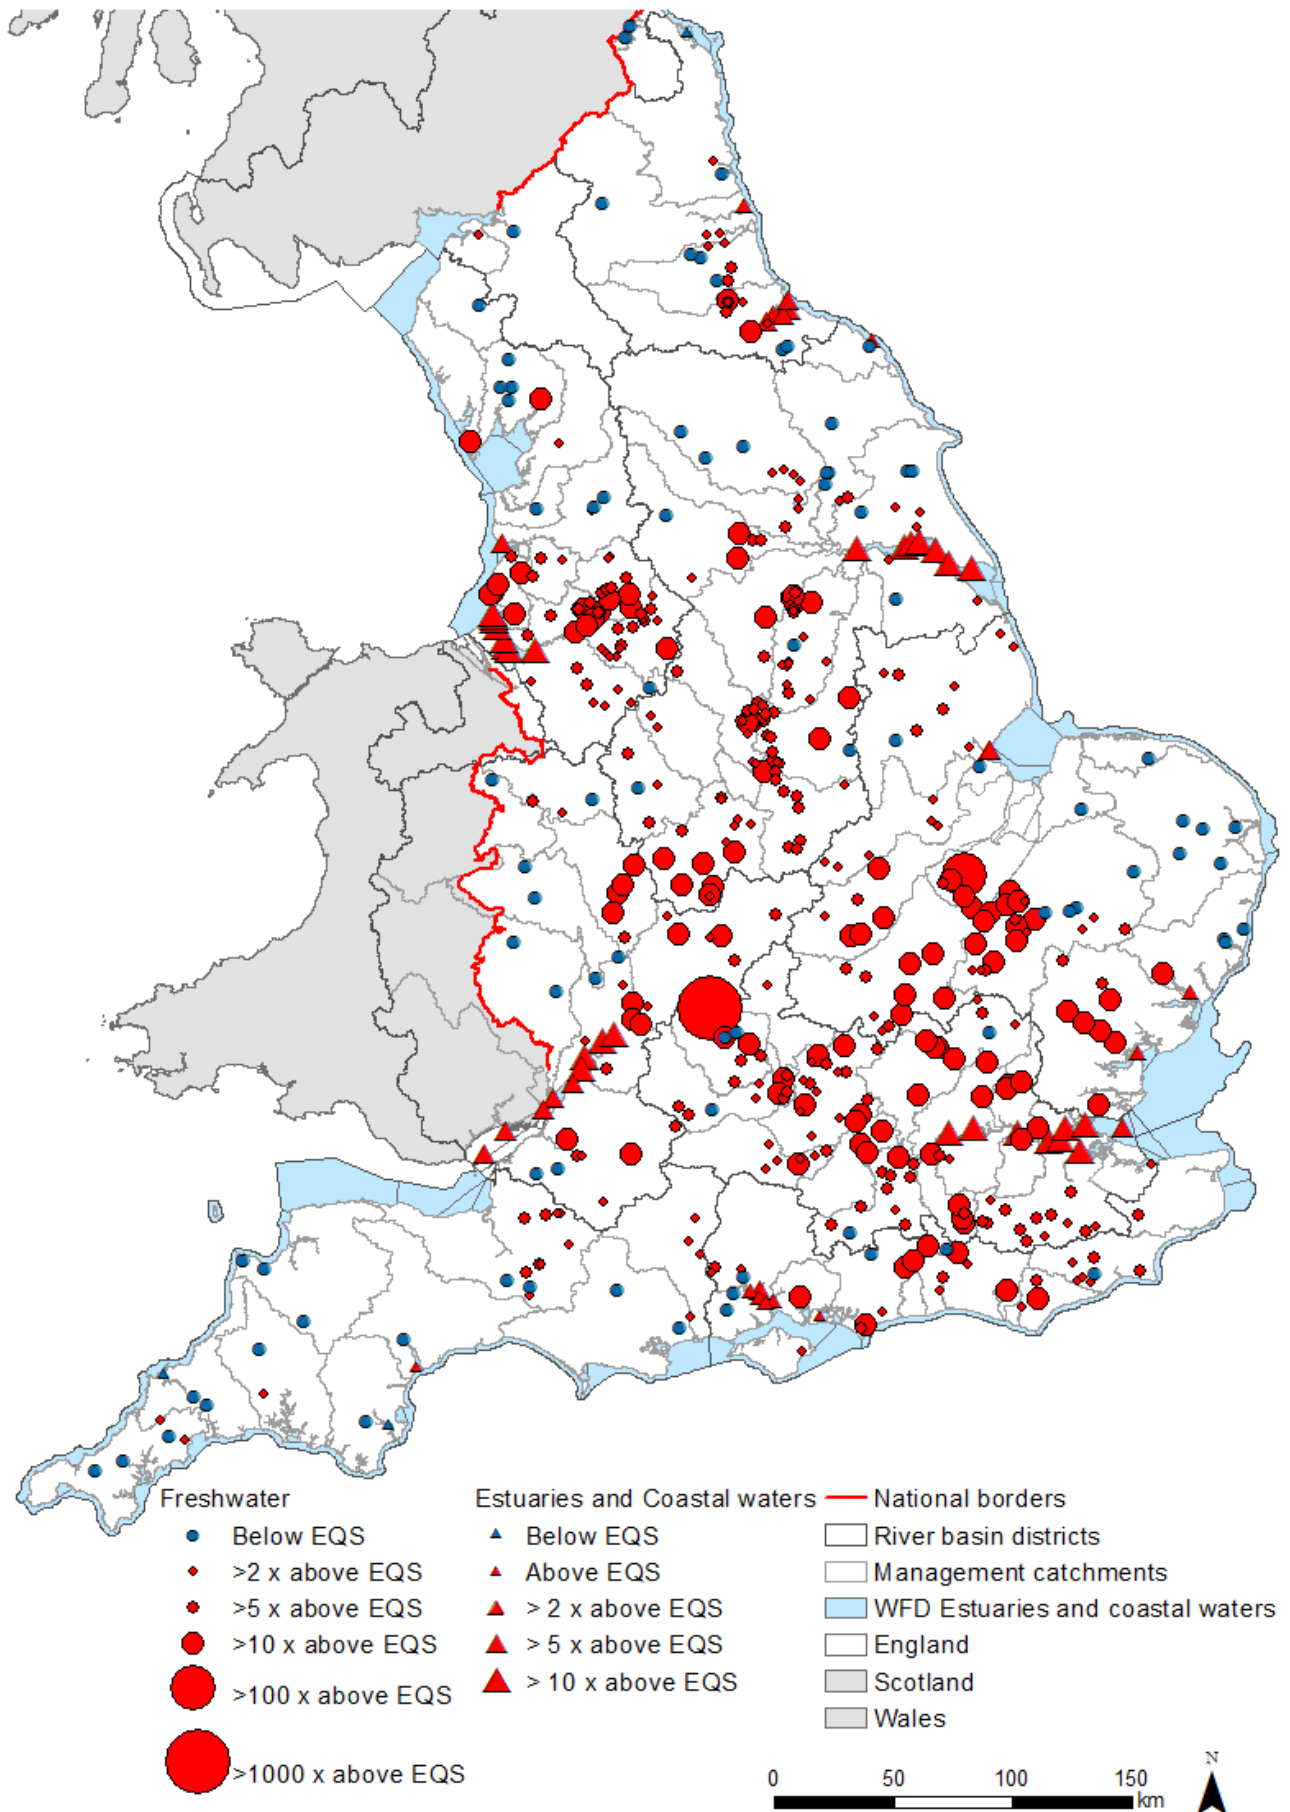 Freshwater
Below EQS
>2 x above EQS
>5 x above EQS
>10 x above EQS
>100 x above EQS
>1000 x above EQS
Estuaries and Coastal waters
Below EQS
Above EQS
> 2 x above EQS
> 5 x above EQS
> 10 x above EQS
National borders
River basin districts
Management catchments
WFD Estuaries and coastal waters
England
Scotland
Wales
0 50 100 150
km
N